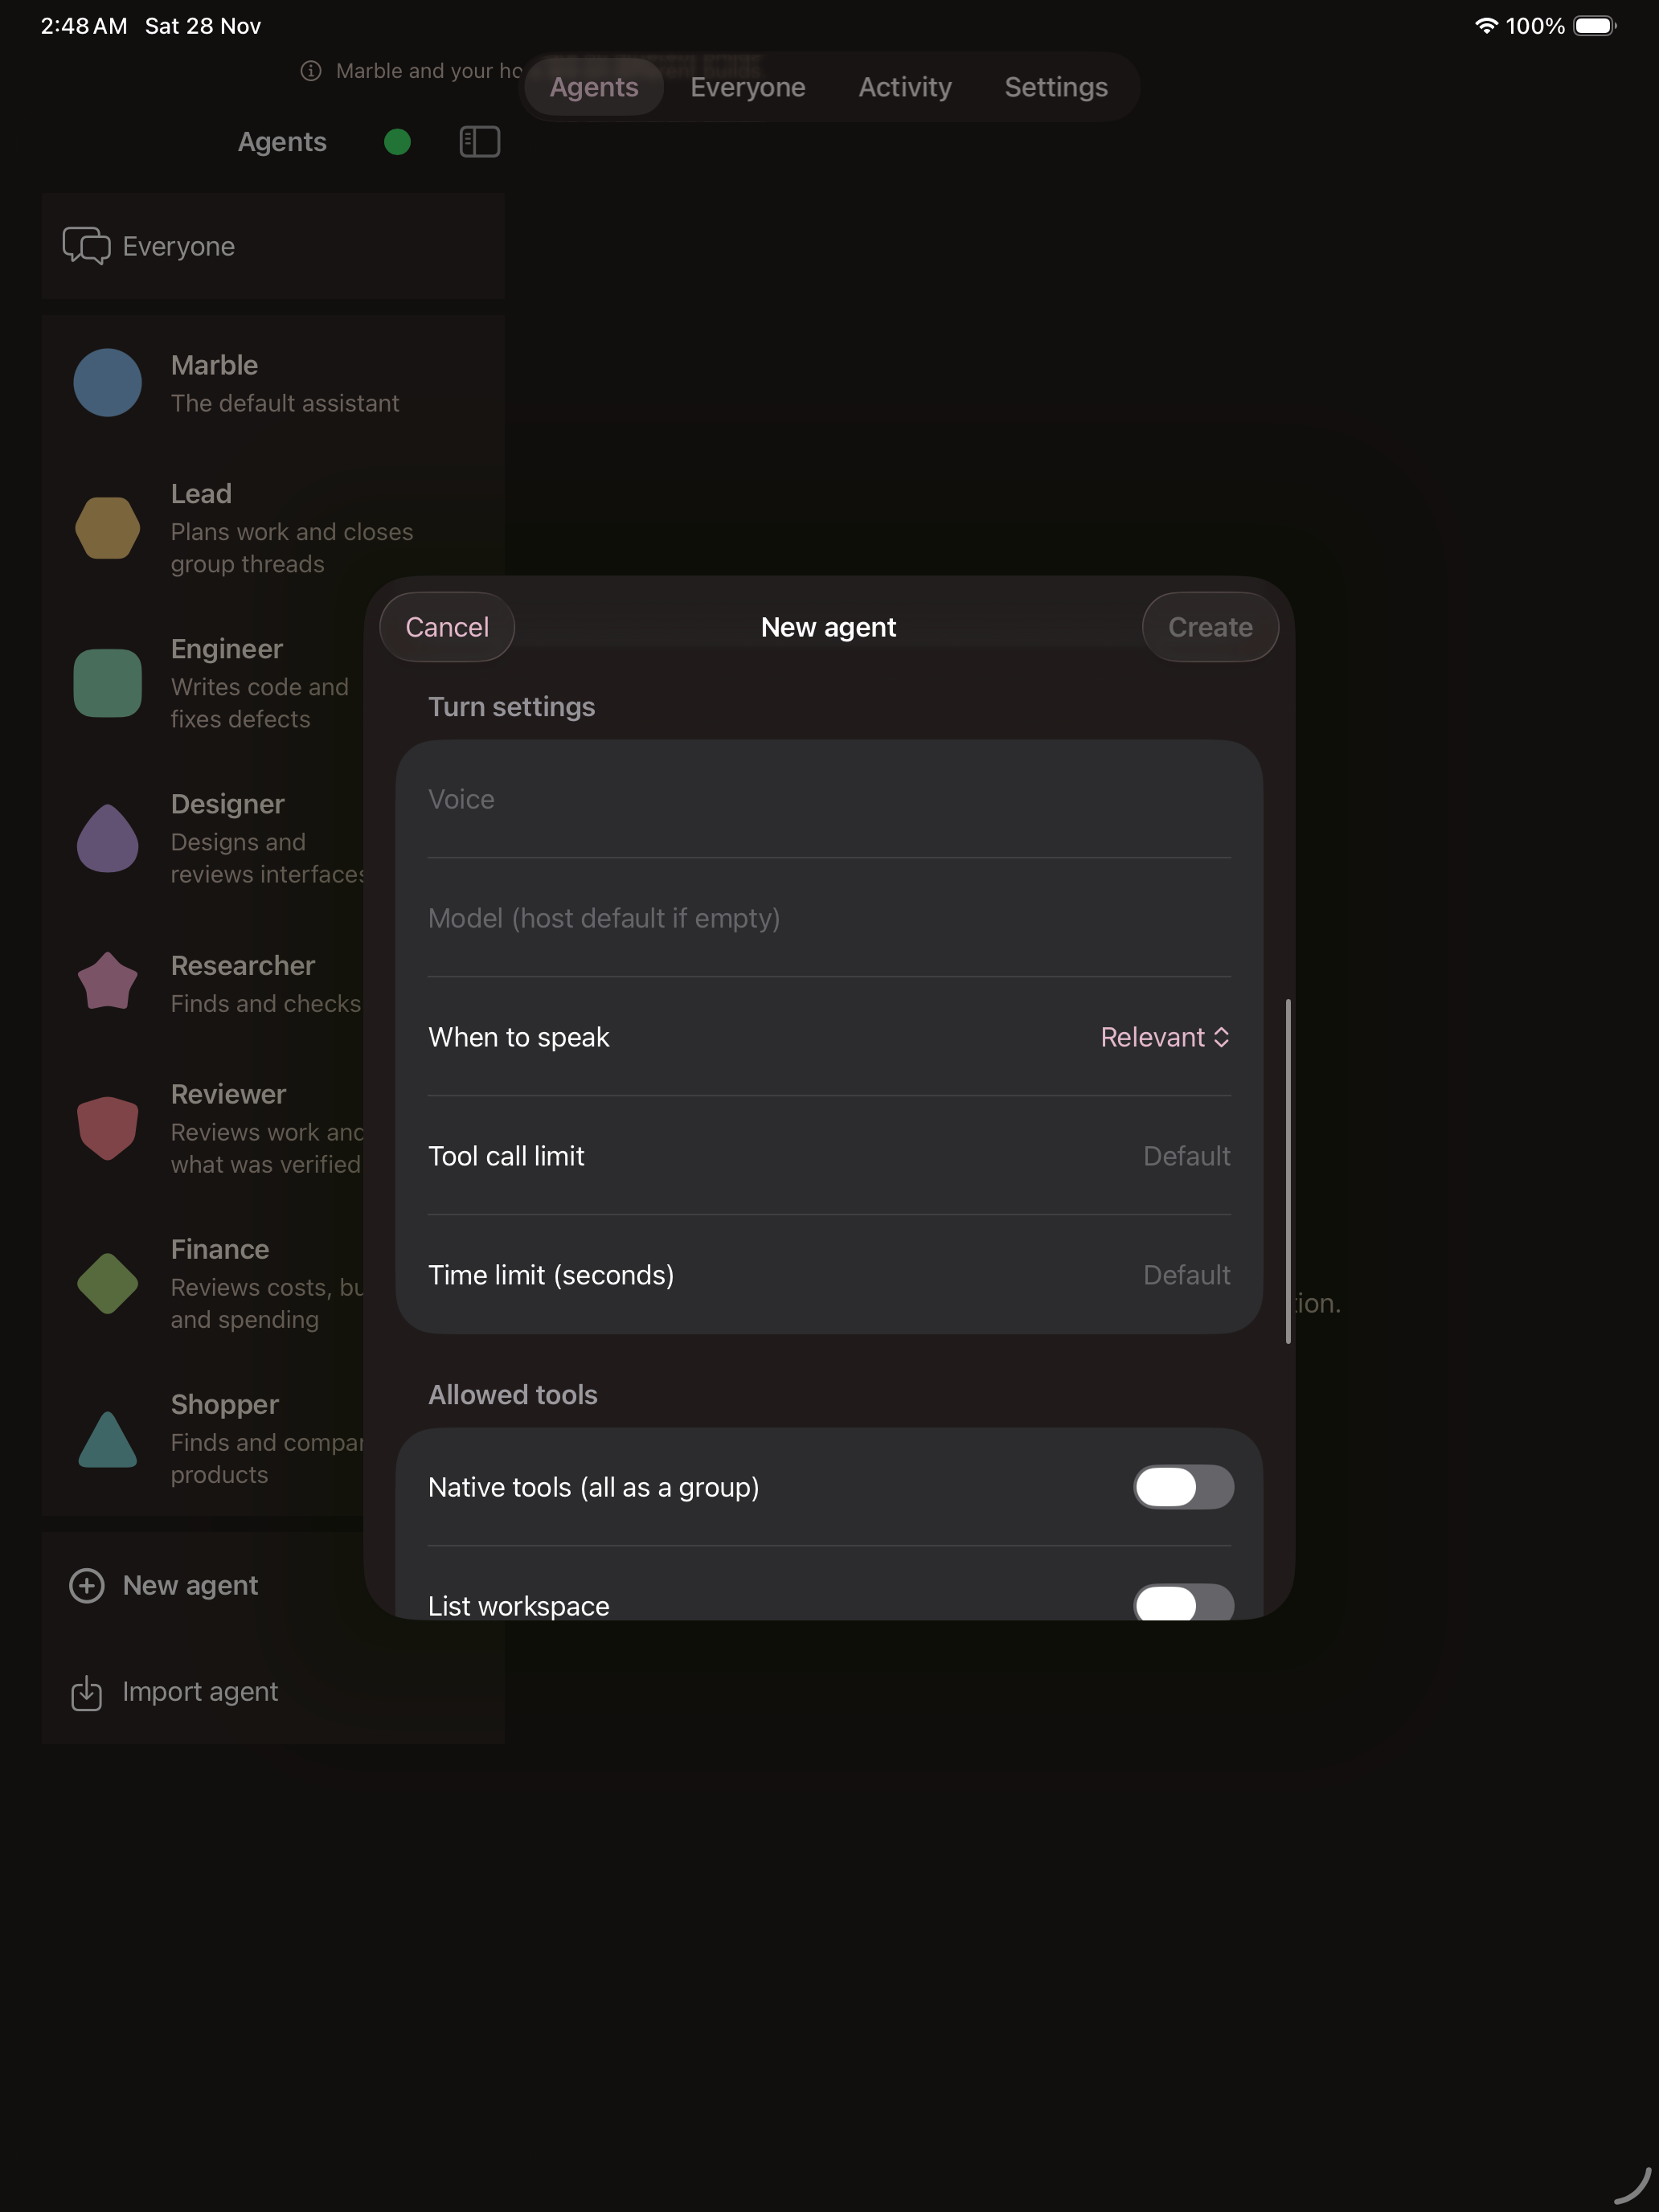 2:48 AM Sat 28 Nov
100%
Marble and your ho
Agents
Everyone
Activity
Settings
Agents
Everyone
Marble
The default assistant
Lead
Plans work and closes
group threads
Engineer
Writes code and
fixes defects
Designer
Designs and
reviews interfaces
Researcher
Finds and checks
Reviewer
Reviews work and
what was verified
Finance
Reviews costs, bu
and spending
Shopper
Finds and compar
products
New agent
Import agent
Cancel
New agent
Create
Turn settings
Voice
Model (host default if empty)
When to speak
Relevant
Tool call limit
Default
Time limit (seconds)
Default
Allowed tools
Native tools (all as a group)
List workspace
tion.